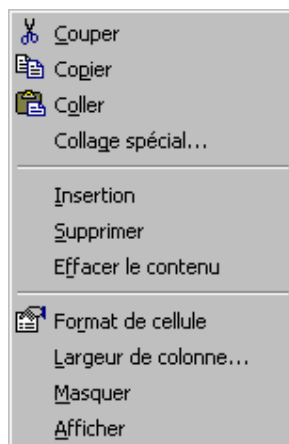 Couper
Copier
Coller
Collage spécial...
Insertion
Supprimer
Effacer le contenu
Format de cellule
Largeur de colonne...
Masquer
Afficher